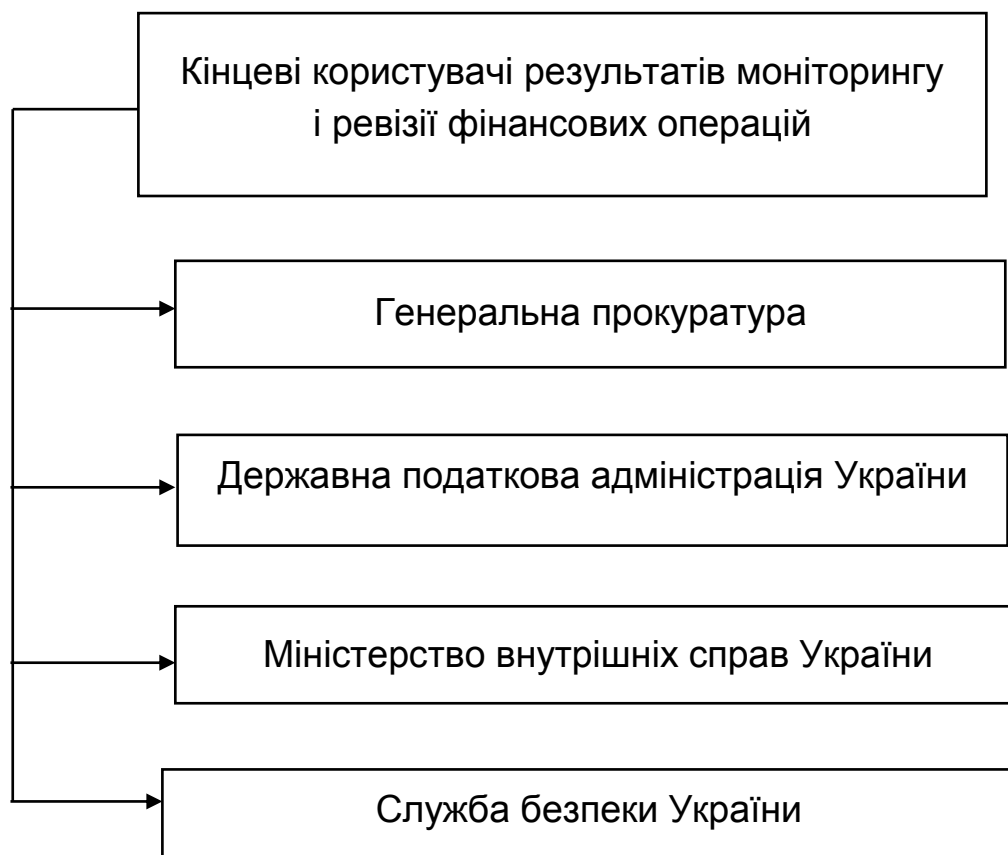 Кінцеві користувачі результатів моніторингу
і ревізії фінансових операцій
Генеральна прокуратура
Державна податкова адміністрація України
Міністерство внутрішніх справ України
Служба безпеки України